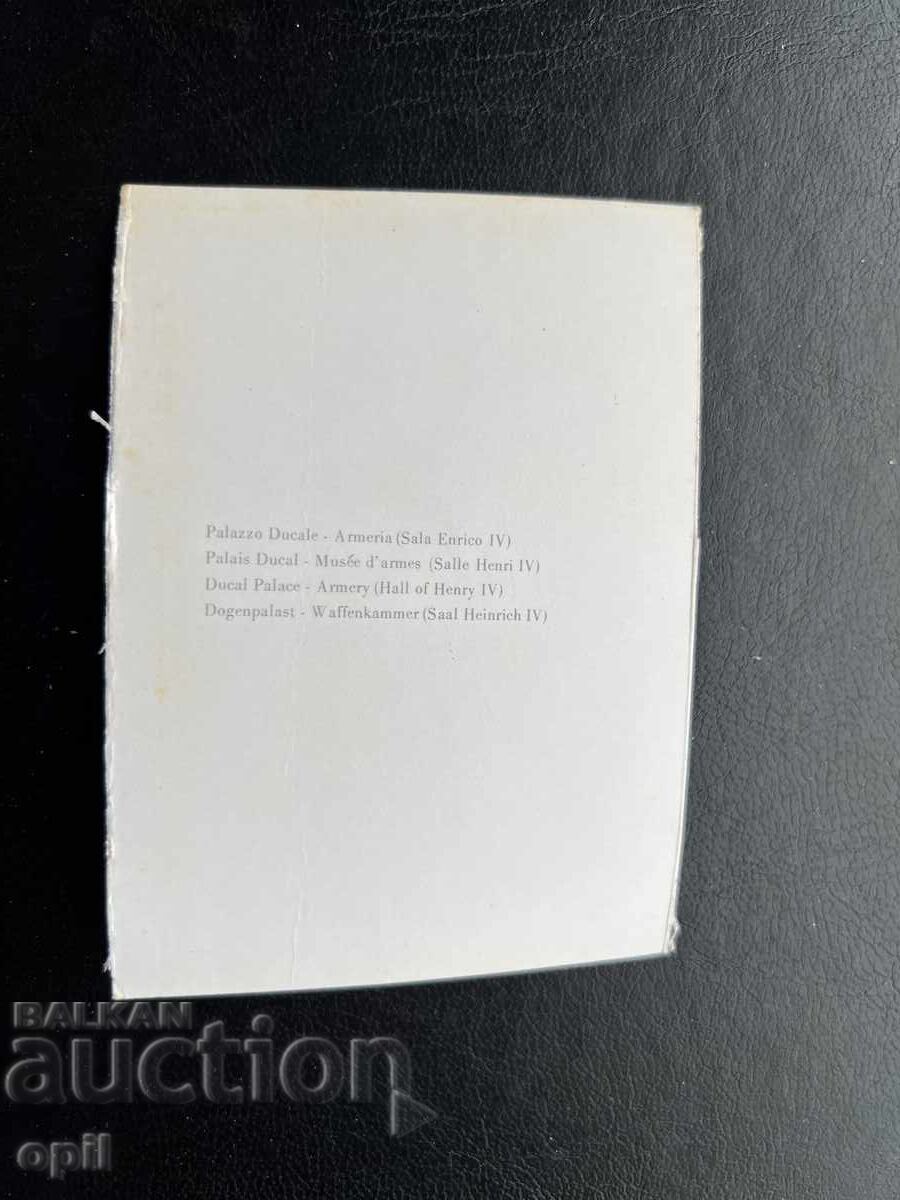 Palazzo Ducale - Armeria (Sala Enrico IV)
Palais Ducal - Musée d'armes (Salle Henri IV)
Ducal Palace - Armery (Hall of Henry IV)
Dogenpalast - Waffenkammer (Saal Heinrich IV)
BALKAN
auction
opil